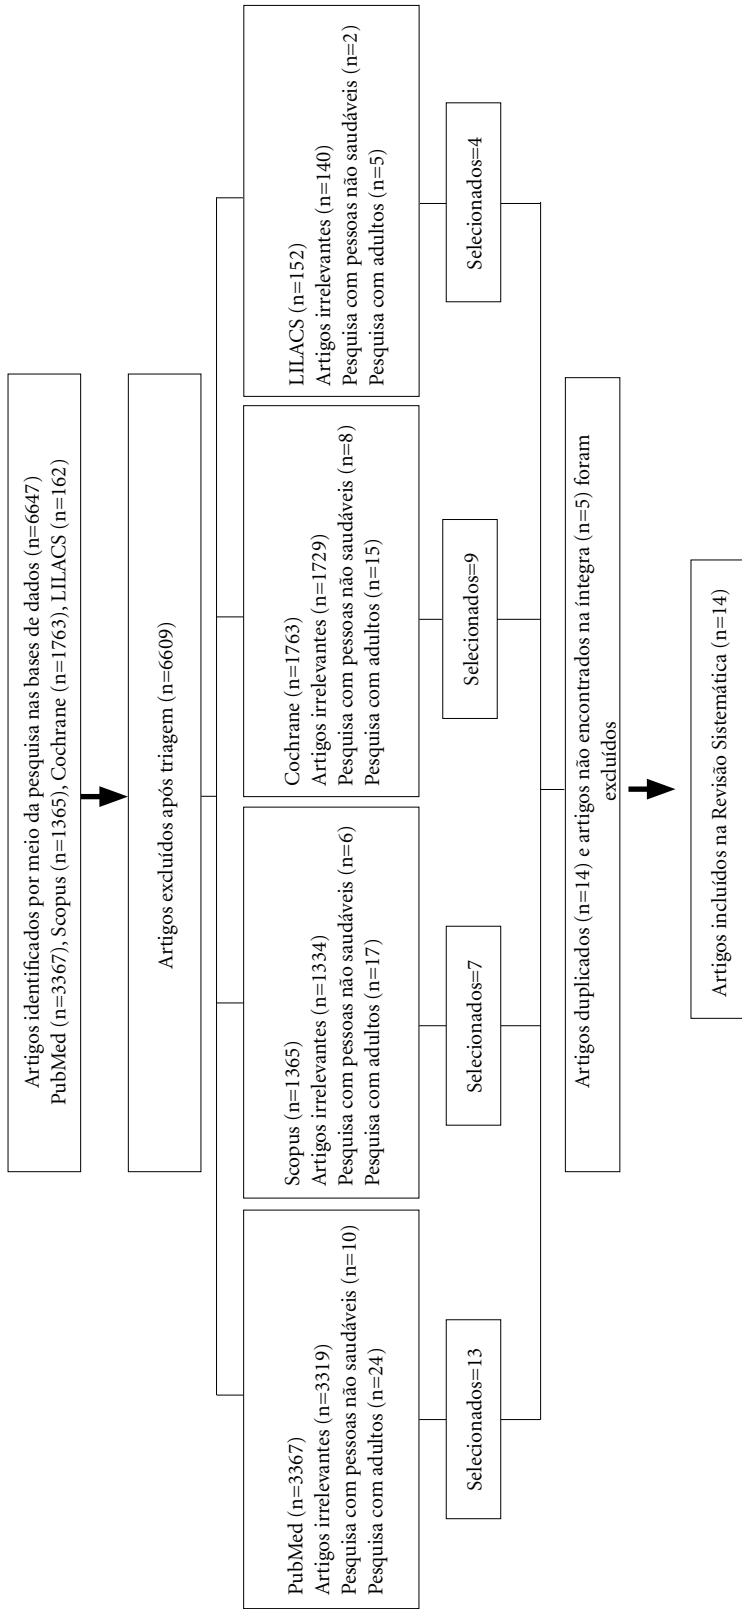 Artigos identificados por meio da pesquisa nas bases de dados (n=6647)
PubMed (n=3367), Scopus (n=1365), Cochrane (n=1763), LILACS (n=162)
Artigos excluídos após triagem (n=6609)
PubMed (n=3367)
Artigos irrelevantes (n=3319)
Pesquisa com pessoas não saudáveis (n=10)
Pesquisa com adultos (n=24)
Scopus (n=1365)
Artigos irrelevantes (n=1334)
Pesquisa com pessoas não saudáveis (n=6)
Pesquisa com adultos (n=17)
Cochrane (n=1763)
Artigos irrelevantes (n=1729)
Pesquisa com pessoas não saudáveis (n=8)
Pesquisa com adultos (n=15)
LILACS (n=152)
Artigos irrelevantes (n=140)
Pesquisa com pessoas não saudáveis (n=2)
Pesquisa com adultos (n=5)
Selecionados=13
Selecionados=7
Selecionados=9
Selecionados=4
Artigos duplicados (n=14) e artigos não encontrados na íntegra (n=5) foram
excluídos
Artigos incluídos na Revisão Sistemática (n=14)